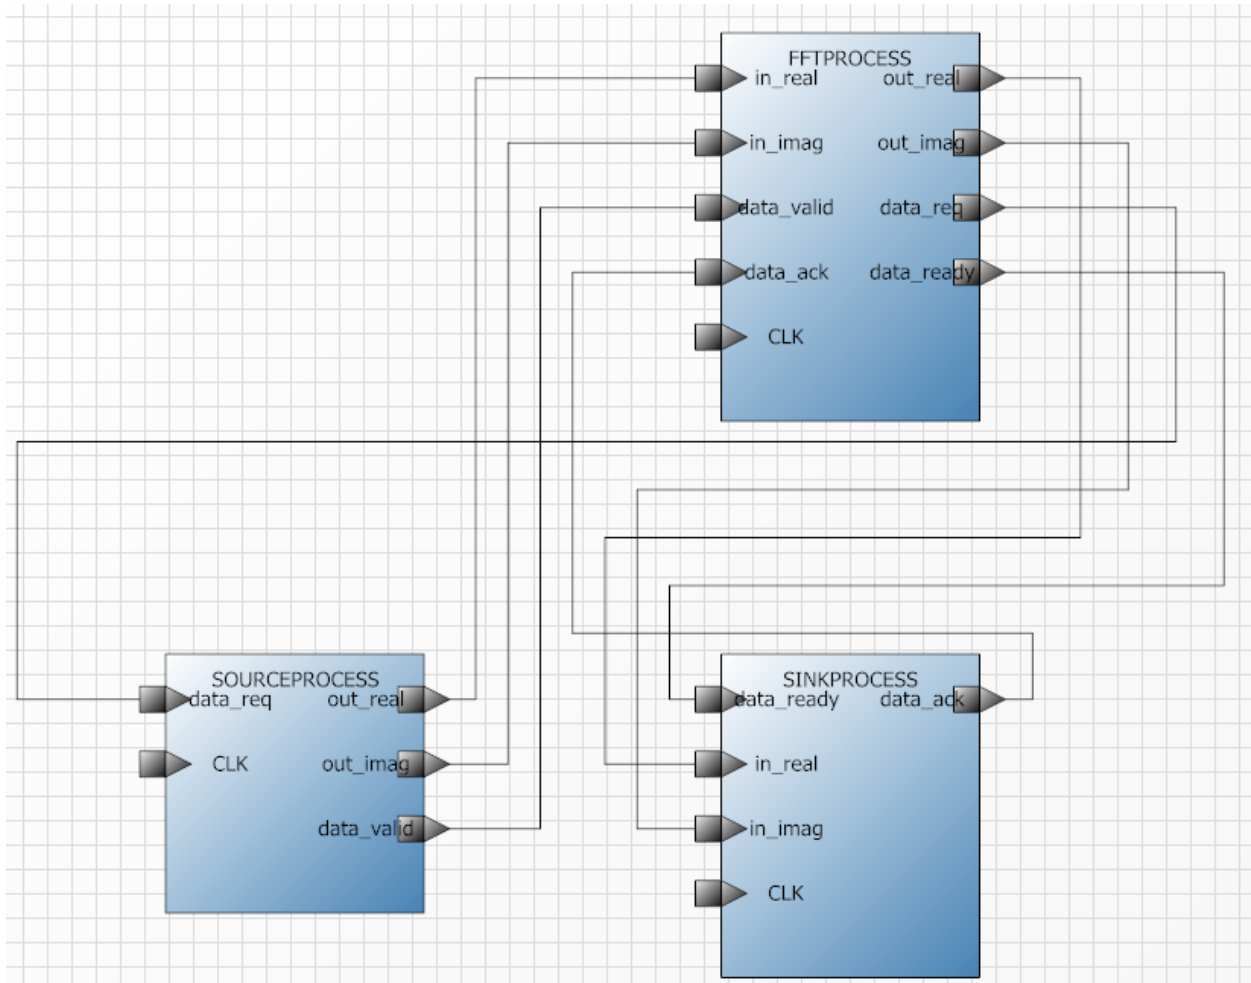 FFTPROCESS
in_real out_real
in_imag out_imag
data_valid data_req
data_ack data_ready
CLK
SOURCEPROCESS
data_req out_real
CLK out_imag
data_valid
SINKPROCESS
data_ready data_ack
in_real
in_imag
CLK